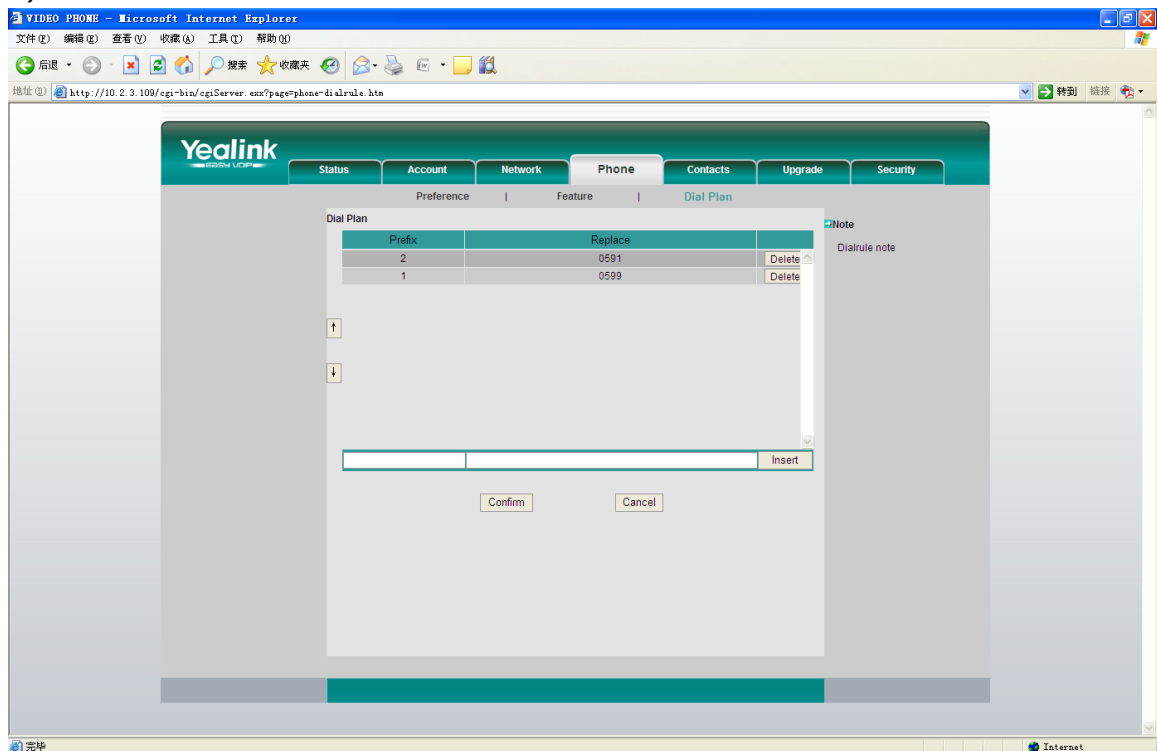 VIDEO PHONE - Microsoft Internet Explorer
文件(F) 编辑(E) 查看(V) 收藏(A) 工具(T) 帮助(H)
后退 搜索 收藏夹
地址(D) http://10.2.3.109/cgi-bin/cgiServer.exx?page=phone-dialrule.htm 转到 链接
Yealink
EASY VOIP
Status Account Network Phone Contacts Upgrade Security
Preference | Feature | Dial Plan
Dial Plan
Note
Prefix Replace
Dialrule note
2 0591 Delete
1 0599 Delete
↑
↓
Insert
Confirm Cancel
完毕 Internet